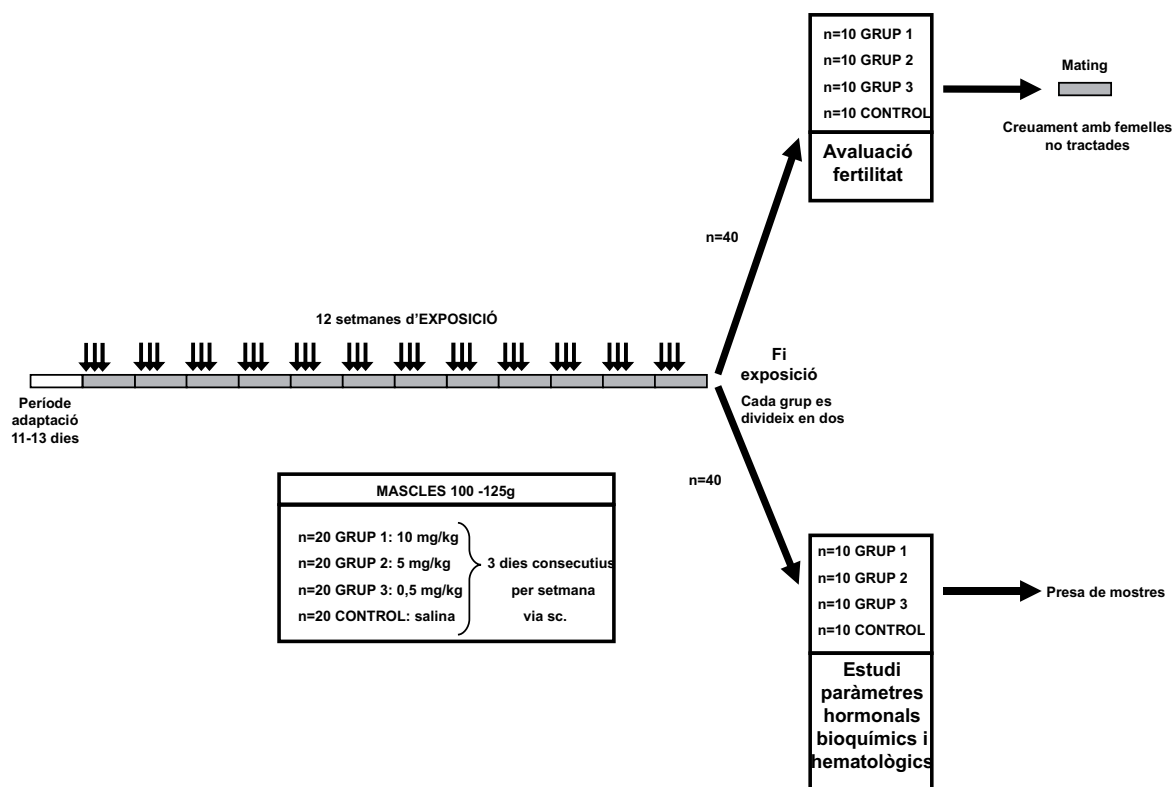 n=10 GRUP 1
n=10 GRUP 2
n=10 GRUP 3
n=10 CONTROL
Avaluació
fertilitat
Mating
Creuament amb femelles
no tractades
n=40
12 setmanes d’EXPOSICIÓ
Període
adaptació
11-13 dies
Fi
exposició
Cada grup es
divideix en dos
n=40
MASCLES 100 -125g
n=20 GRUP 1: 10 mg/kg
n=20 GRUP 2: 5 mg/kg
n=20 GRUP 3: 0,5 mg/kg
n=20 CONTROL: salina
3 dies consecutius
per setmana
via sc.
n=10 GRUP 1
n=10 GRUP 2
n=10 GRUP 3
n=10 CONTROL
Estudi
paràmetres
hormonals
bioquímics i
hematològics
Presa de mostres